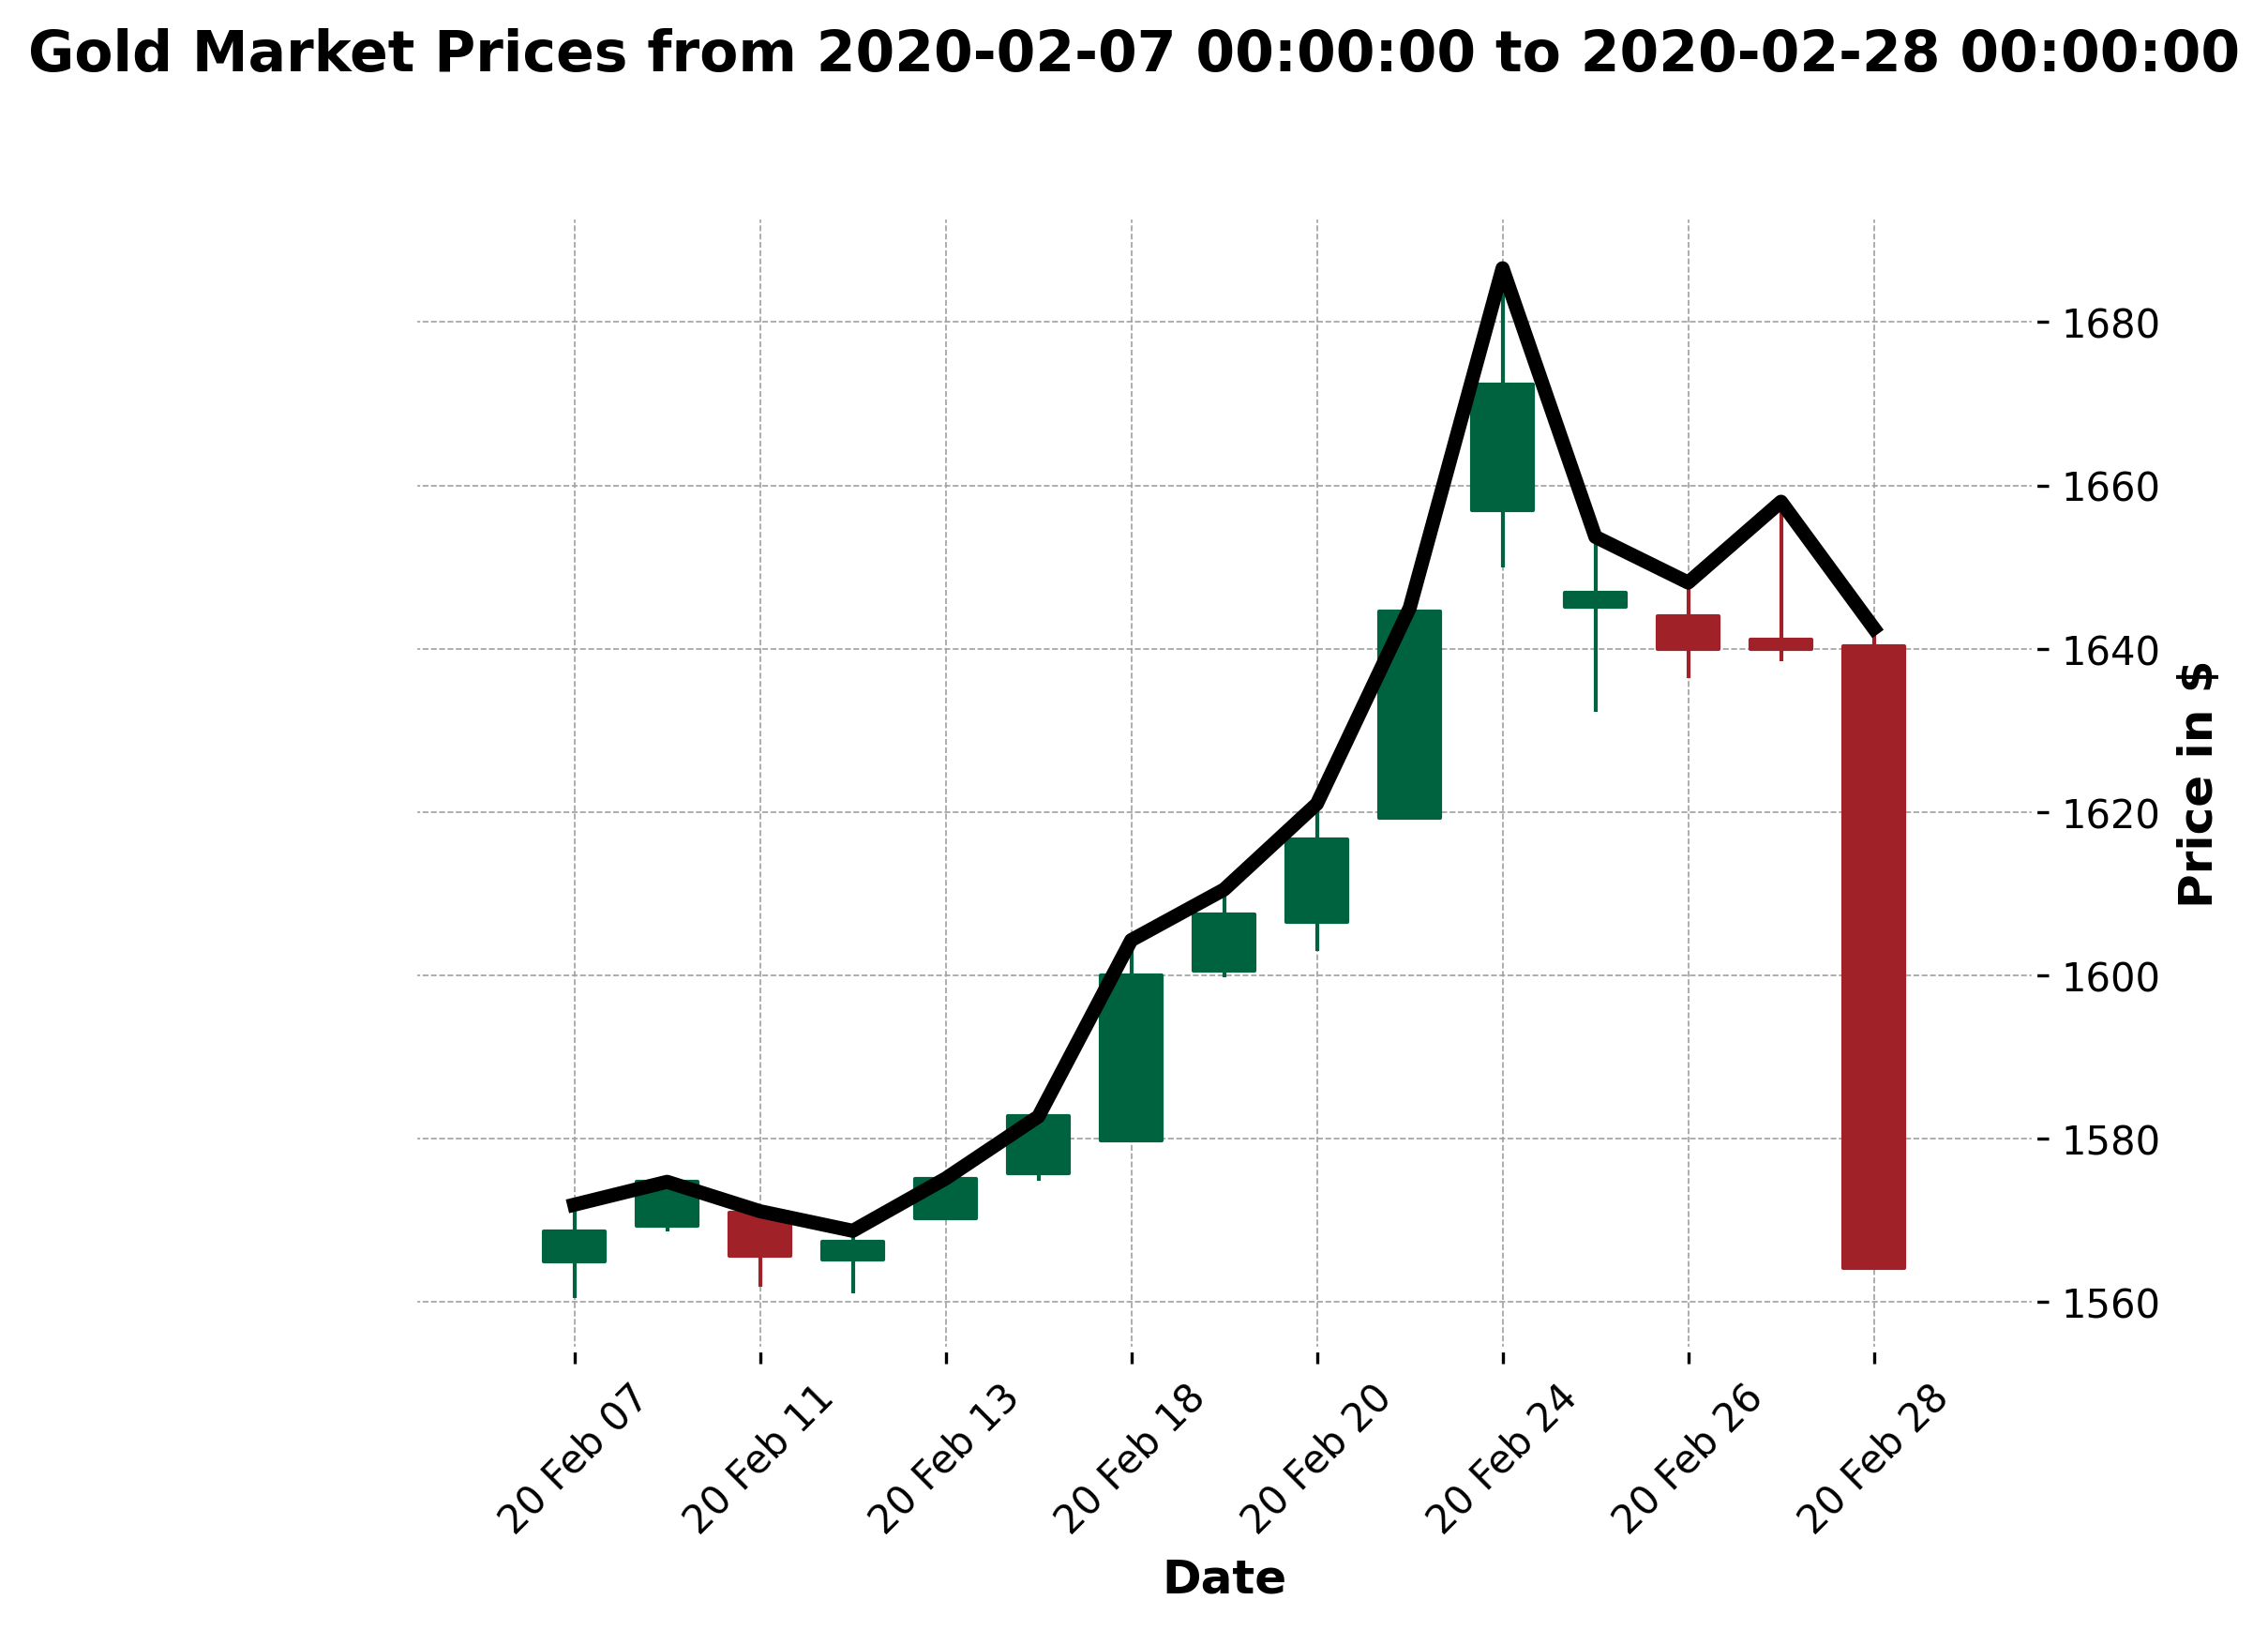 Gold Market Prices from 2020-02-07 00:00:00 to 2020-02-28 00:00:00
1680
1660
1640
1620
1600
1580
1560
Price in $
20 Feb 07
20 Feb 11
20 Feb 13
20 Feb 18
20 Feb 20
20 Feb 24
20 Feb 26
20 Feb 28
Date